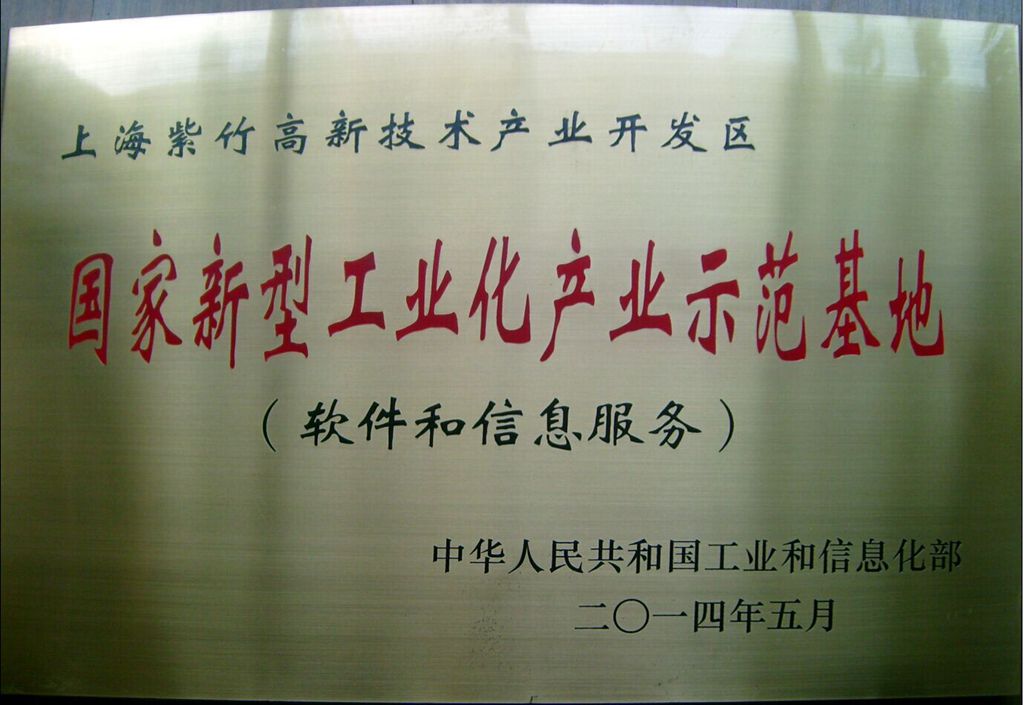 上海紫竹高新技术产业开发区
国家新型工业化产业示范基地
（软件和信息服务）
中华人民共和国工业和信息化部
二〇一四年五月